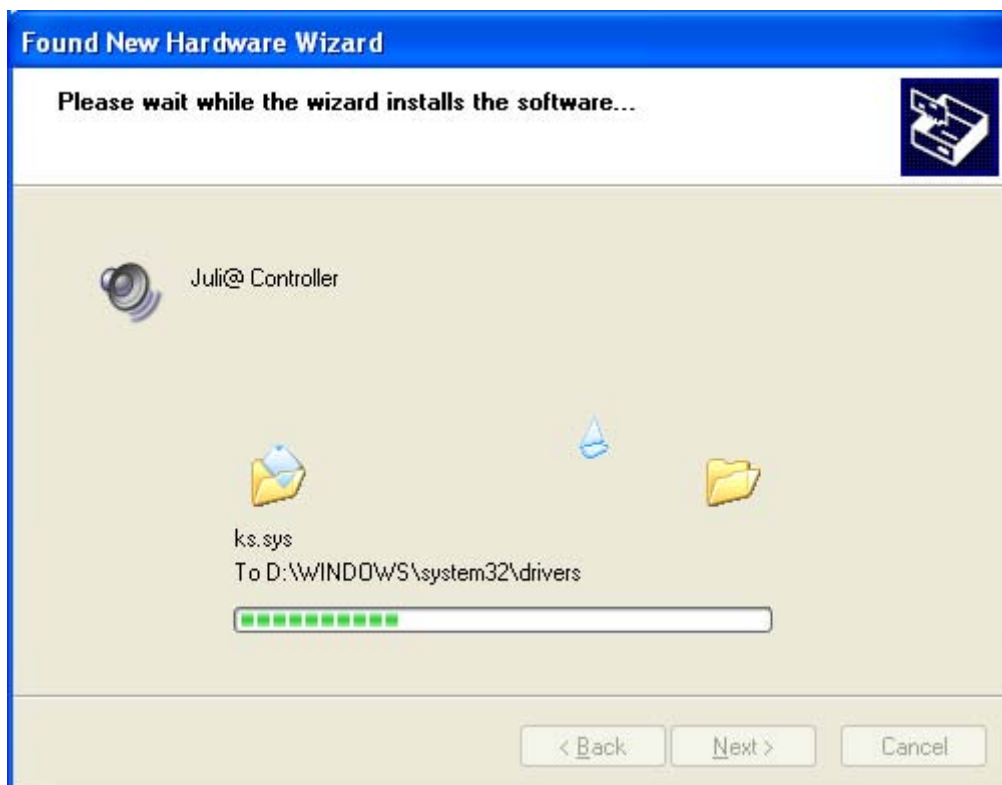 Found New Hardware Wizard
Please wait while the wizard installs the software...
Juli@ Controller
ks.sys
To D:\WINDOWS\system32\drivers
< Back Next > Cancel